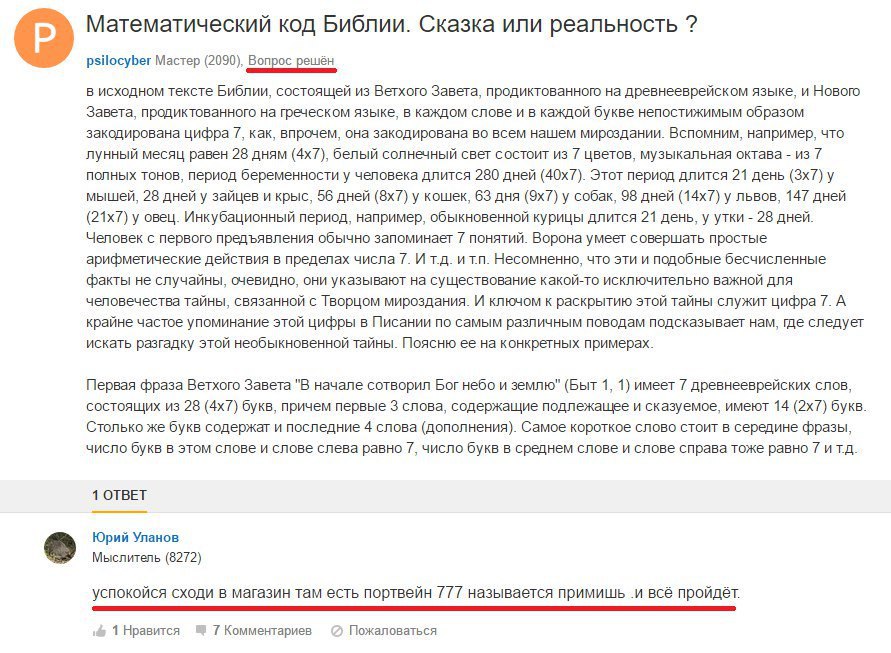 P
Математический код Библии. Сказка или реальность ?
psilocyber Мастер (2090), Вопрос решён
в исходном тексте Библии, состоящей из Ветхого Завета, продиктованного на древнееврейском языке, и Нового
Завета, продиктованного на греческом языке, в каждом слове и в каждой букве непостижимым образом
закодирована цифра 7, как, впрочем, она закодирована во всем нашем мироздании. Вспомним, например, что
лунный месяц равен 28 дням (4х7), белый солнечный свет состоит из 7 цветов, музыкальная октава - из 7
полных тонов, период беременности у человека длится 280 дней (40х7). Этот период длится 21 день (3х7) у
мышей, 28 дней у зайцев и крыс, 56 дней (8х7) у кошек, 63 дня (9х7) у собак, 98 дней (14х7) у львов, 147 дней
(21х7) у овец. Инкубационный период, например, обыкновенной курицы длится 21 день, у утки - 28 дней.
Человек с первого предъявления обычно запоминает 7 понятий. Ворона умеет совершать простые
арифметические действия в пределах числа 7. И т.д. и т.п. Несомненно, что эти и подобные бесчисленные
факты не случайны, очевидно, они указывают на существование какой-то исключительно важной для
человечества тайны, связанной с Творцом мироздания. И ключом к раскрытию этой тайны служит цифра 7. А
крайне частое упоминание этой цифры в Писании по самым различным поводам подсказывает нам, где следует
искать разгадку этой необыкновенной тайны. Поясню ее на конкретных примерах.
Первая фраза Ветхого Завета "В начале сотворил Бог небо и землю" (Быт 1, 1) имеет 7 древнееврейских слов,
состоящих из 28 (4х7) букв, причем первые 3 слова, содержащие подлежащее и сказуемое, имеют 14 (2х7) букв.
Столько же букв содержат и последние 4 слова (дополнения). Самое короткое слово стоит в середине фразы,
число букв в этом слове и слове слева равно 7, число букв в среднем слове и слове справа тоже равно 7 и т.д.
1 ОТВЕТ
Юрий Уланов
Мыслитель (8272)
успокойся сходи в магазин там есть портвейн 777 называется примишь .и всё пройдёт.
1 Нравится 7 Комментариев Пожаловаться